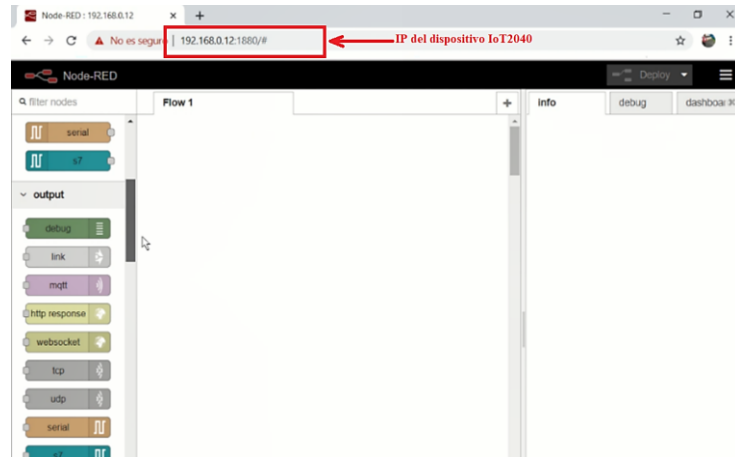 Node-RED : 192.168.0.12
No es seguro | 192.168.0.12:1880/#
IP del dispositivo IoT2040
Node-RED
Deploy
filter nodes
Flow 1
info
debug
dashboar
serial
s7
output
debug
link
mqtt
http response
websocket
tcp
udp
serial
s7